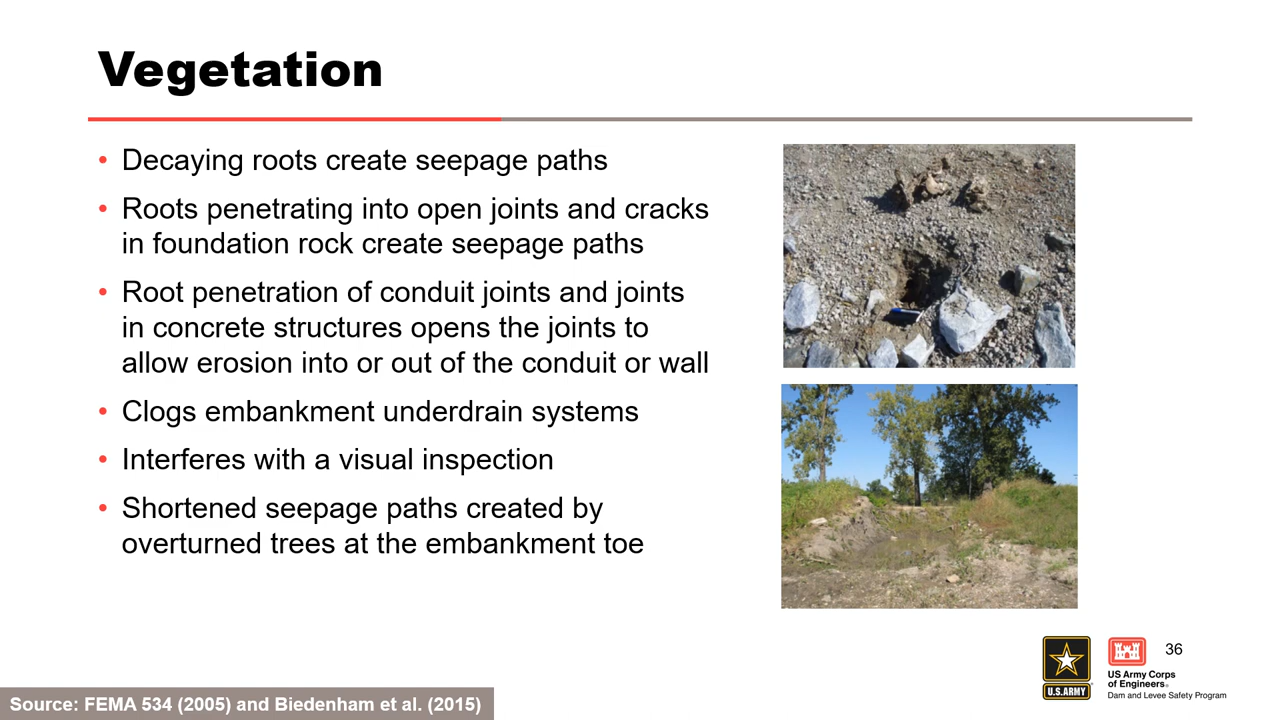 Vegetation
• Decaying roots create seepage paths
• Roots penetrating into open joints and cracks
in foundation rock create seepage paths
• Root penetration of conduit joints and joints
in concrete structures opens the joints to
allow erosion into or out of the conduit or wall
• Clogs embankment underdrain systems
• Interferes with a visual inspection
• Shortened seepage paths created by
overturned trees at the embankment toe
U.S.ARMY
US Army Corps
of Engineers®
Dam and Levee Safety Program
36
Source: FEMA 534 (2005) and Biedenham et al. (2015)